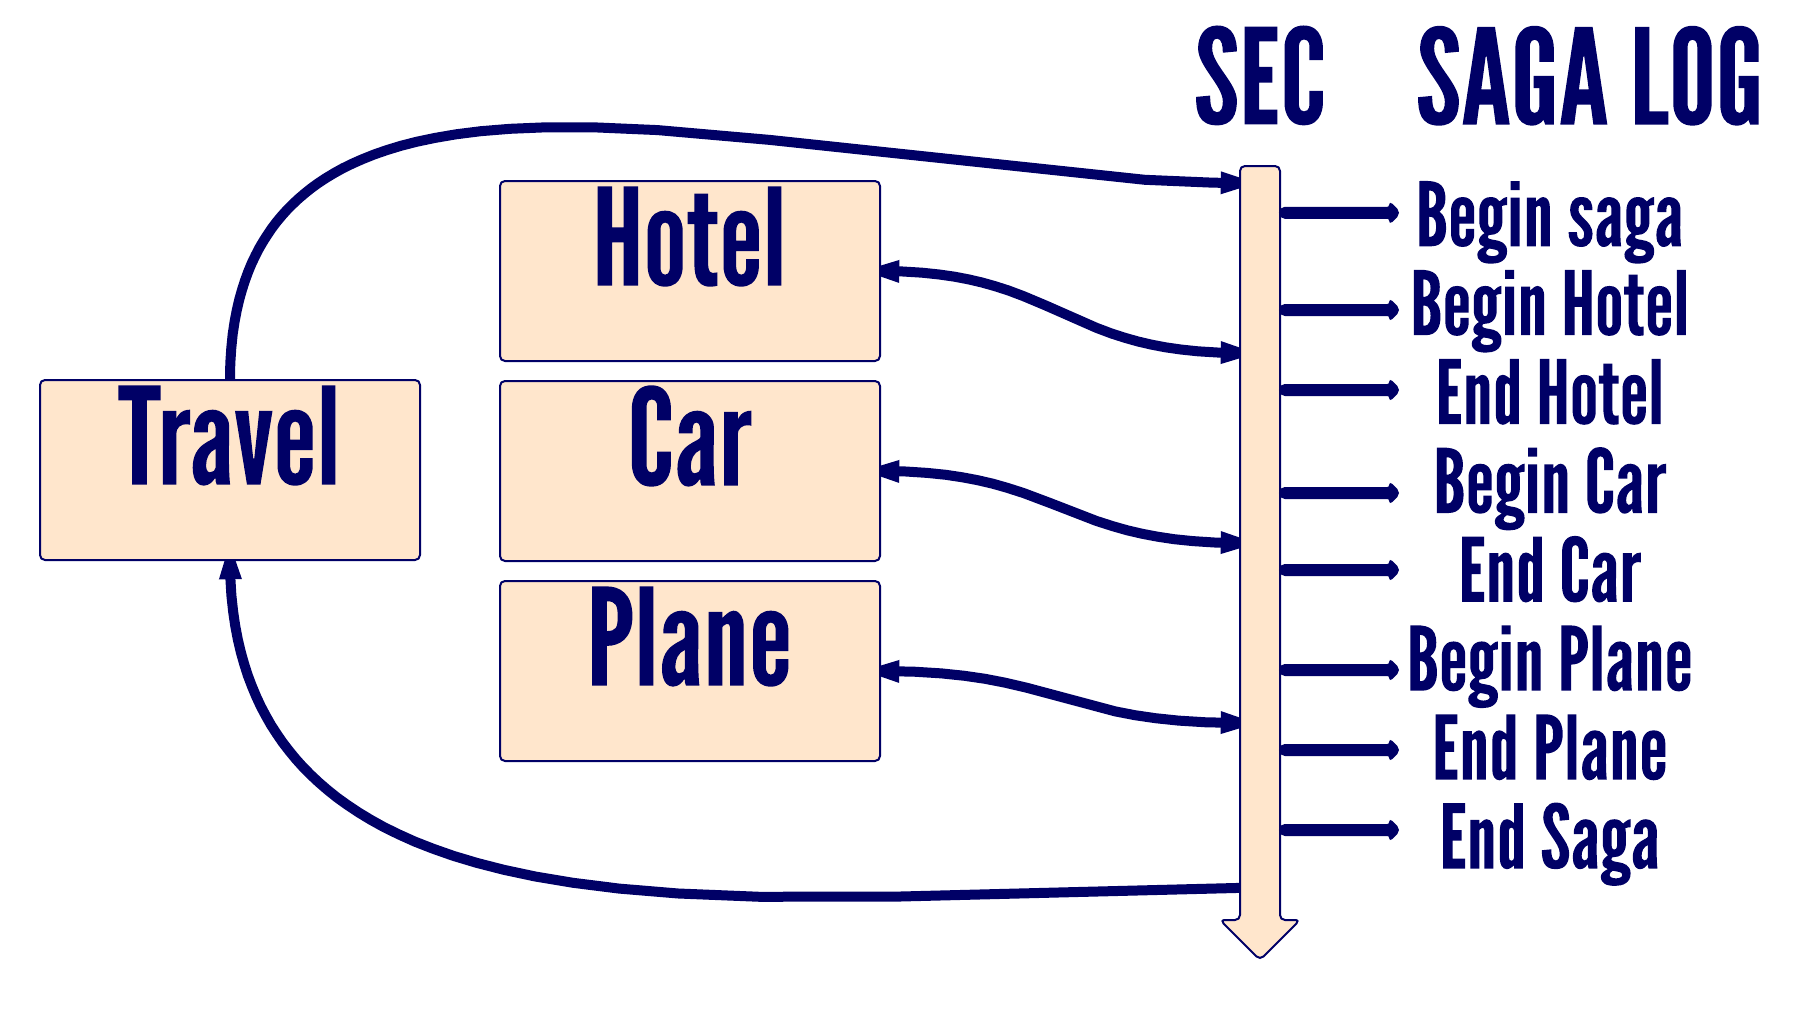 SEC
SAGA LOG
Travel
Hotel
Car
Plane
Begin saga
Begin Hotel
End Hotel
Begin Car
End Car
Begin Plane
End Plane
End Saga